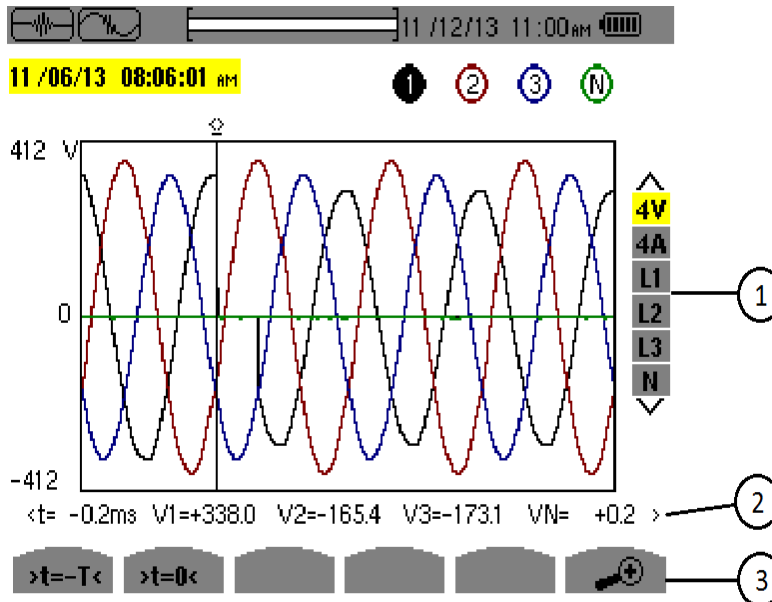 11 /12/13 11:00 AM
11 /06/13 08:06:01 AM
1 2 3 N
412 V
0
-412
4V
4A
L1
L2
L3
N
1
<t= -0.2ms V1=+338.0 V2=-165.4 V3=-173.1 VN= +0.2 >
2
>t=-T< >t=0<
3